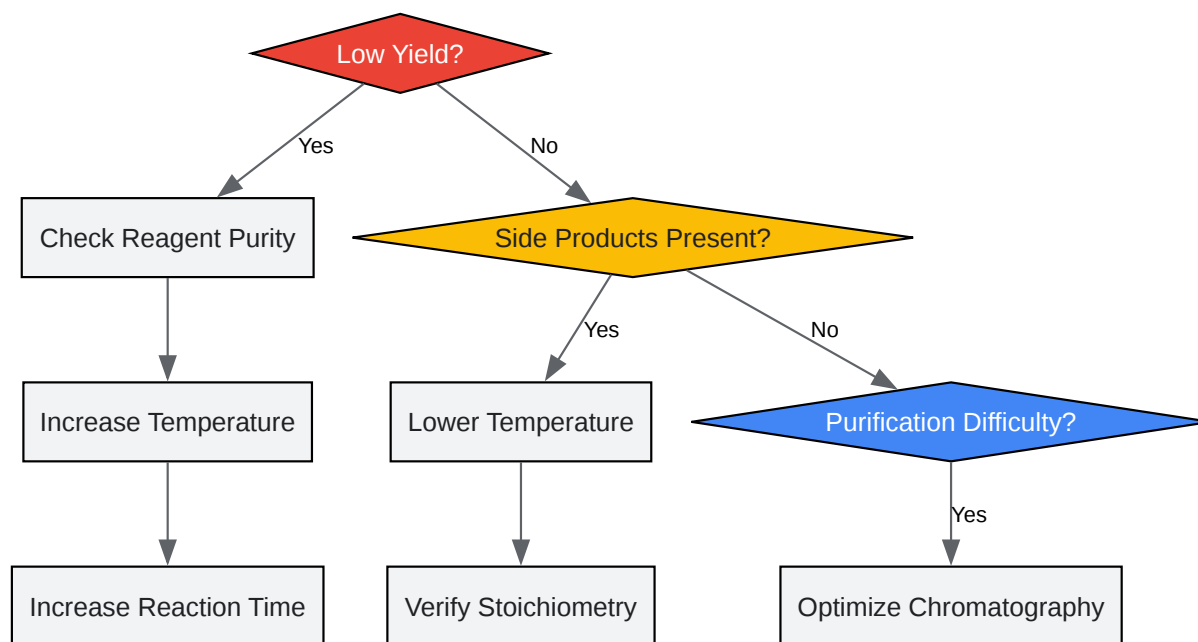 Low Yield?
Yes
No
Check Reagent Purity
Side Products Present?
Yes
No
Increase Temperature
Lower Temperature
Purification Difficulty?
Yes
Increase Reaction Time
Verify Stoichiometry
Optimize Chromatography